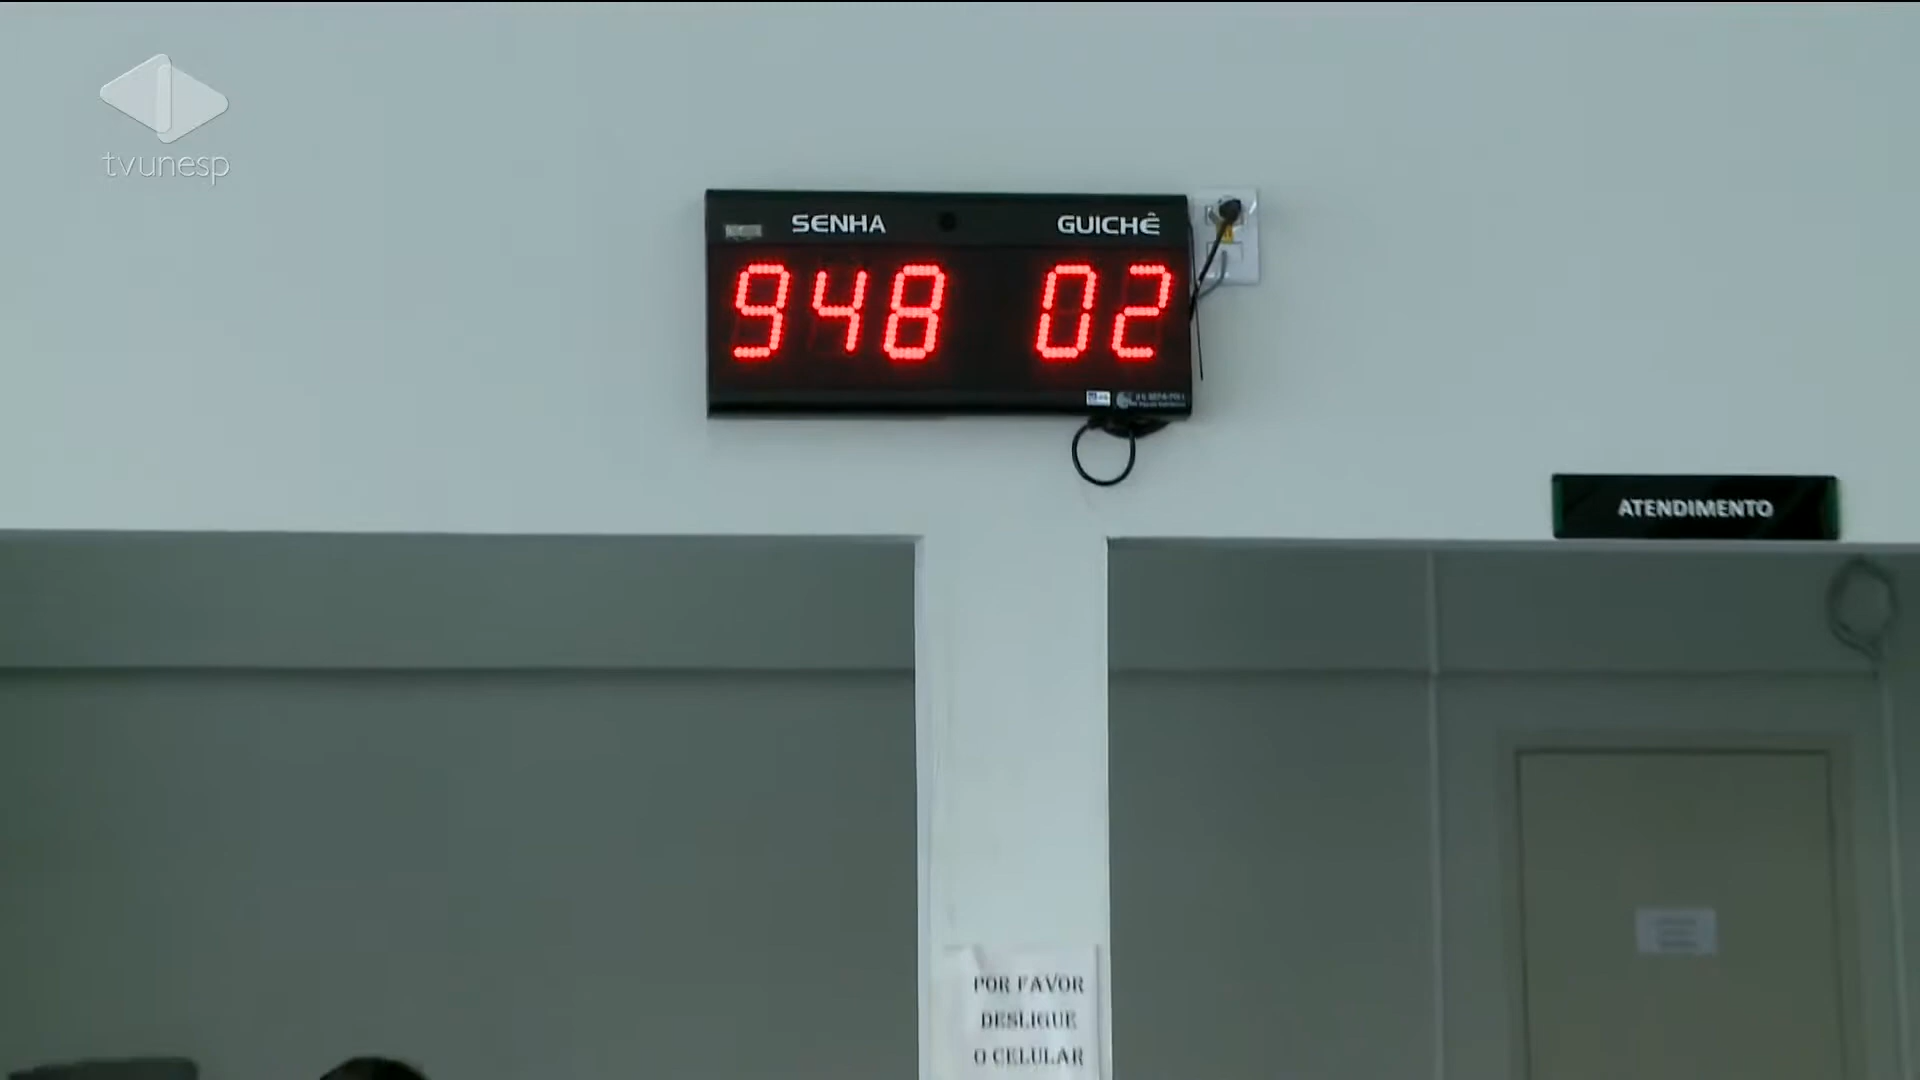 tvunesp
SENHA GUICHÊ
948 02
ATENDIMENTO
POR FAVOR
DESLIGUE
O CELULAR